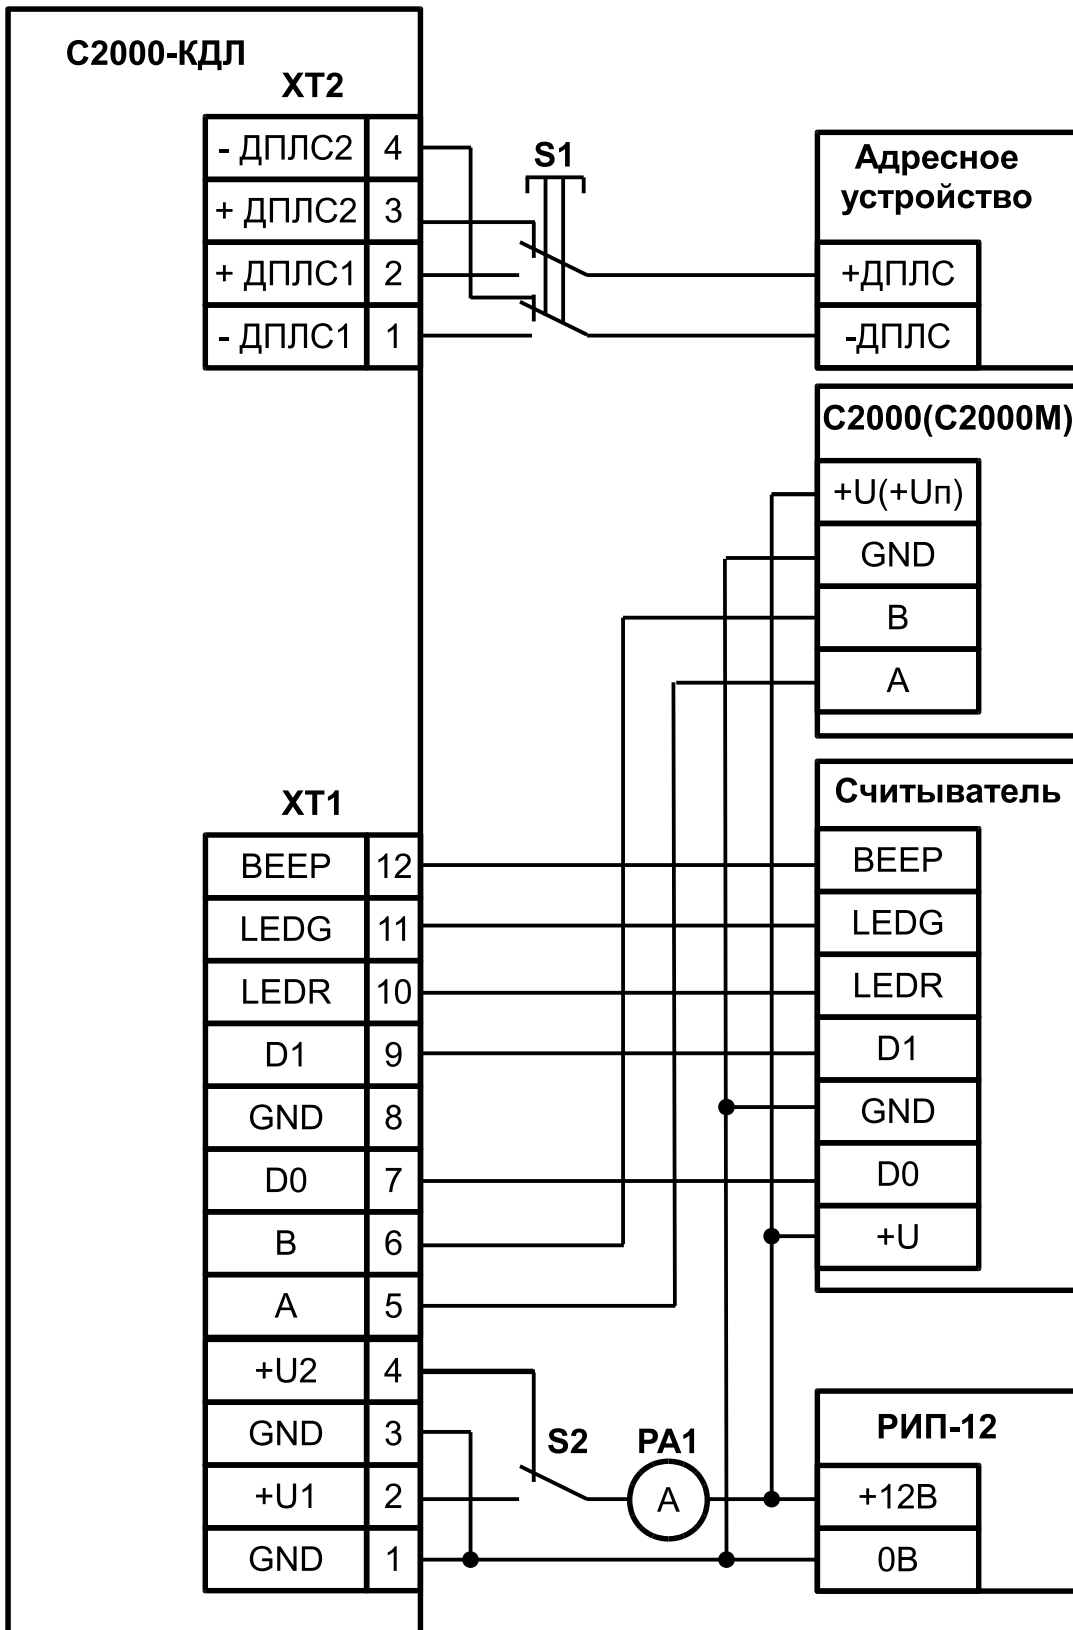 С2000-КДЛ
XT2
- ДПЛС2 4
+ ДПЛС2 3
+ ДПЛС1 2
- ДПЛС1 1
S1
Адресное
устройство
+ДПЛС
-ДПЛС
С2000(С2000М)
+U(+Uп)
GND
B
A
XT1
BEEP 12
LEDG 11
LEDR 10
D1 9
GND 8
D0 7
B 6
A 5
+U2 4
GND 3
+U1 2
GND 1
Считыватель
BEEP
LEDG
LEDR
D1
GND
D0
+U
S2
PA1
A
РИП-12
+12В
0В